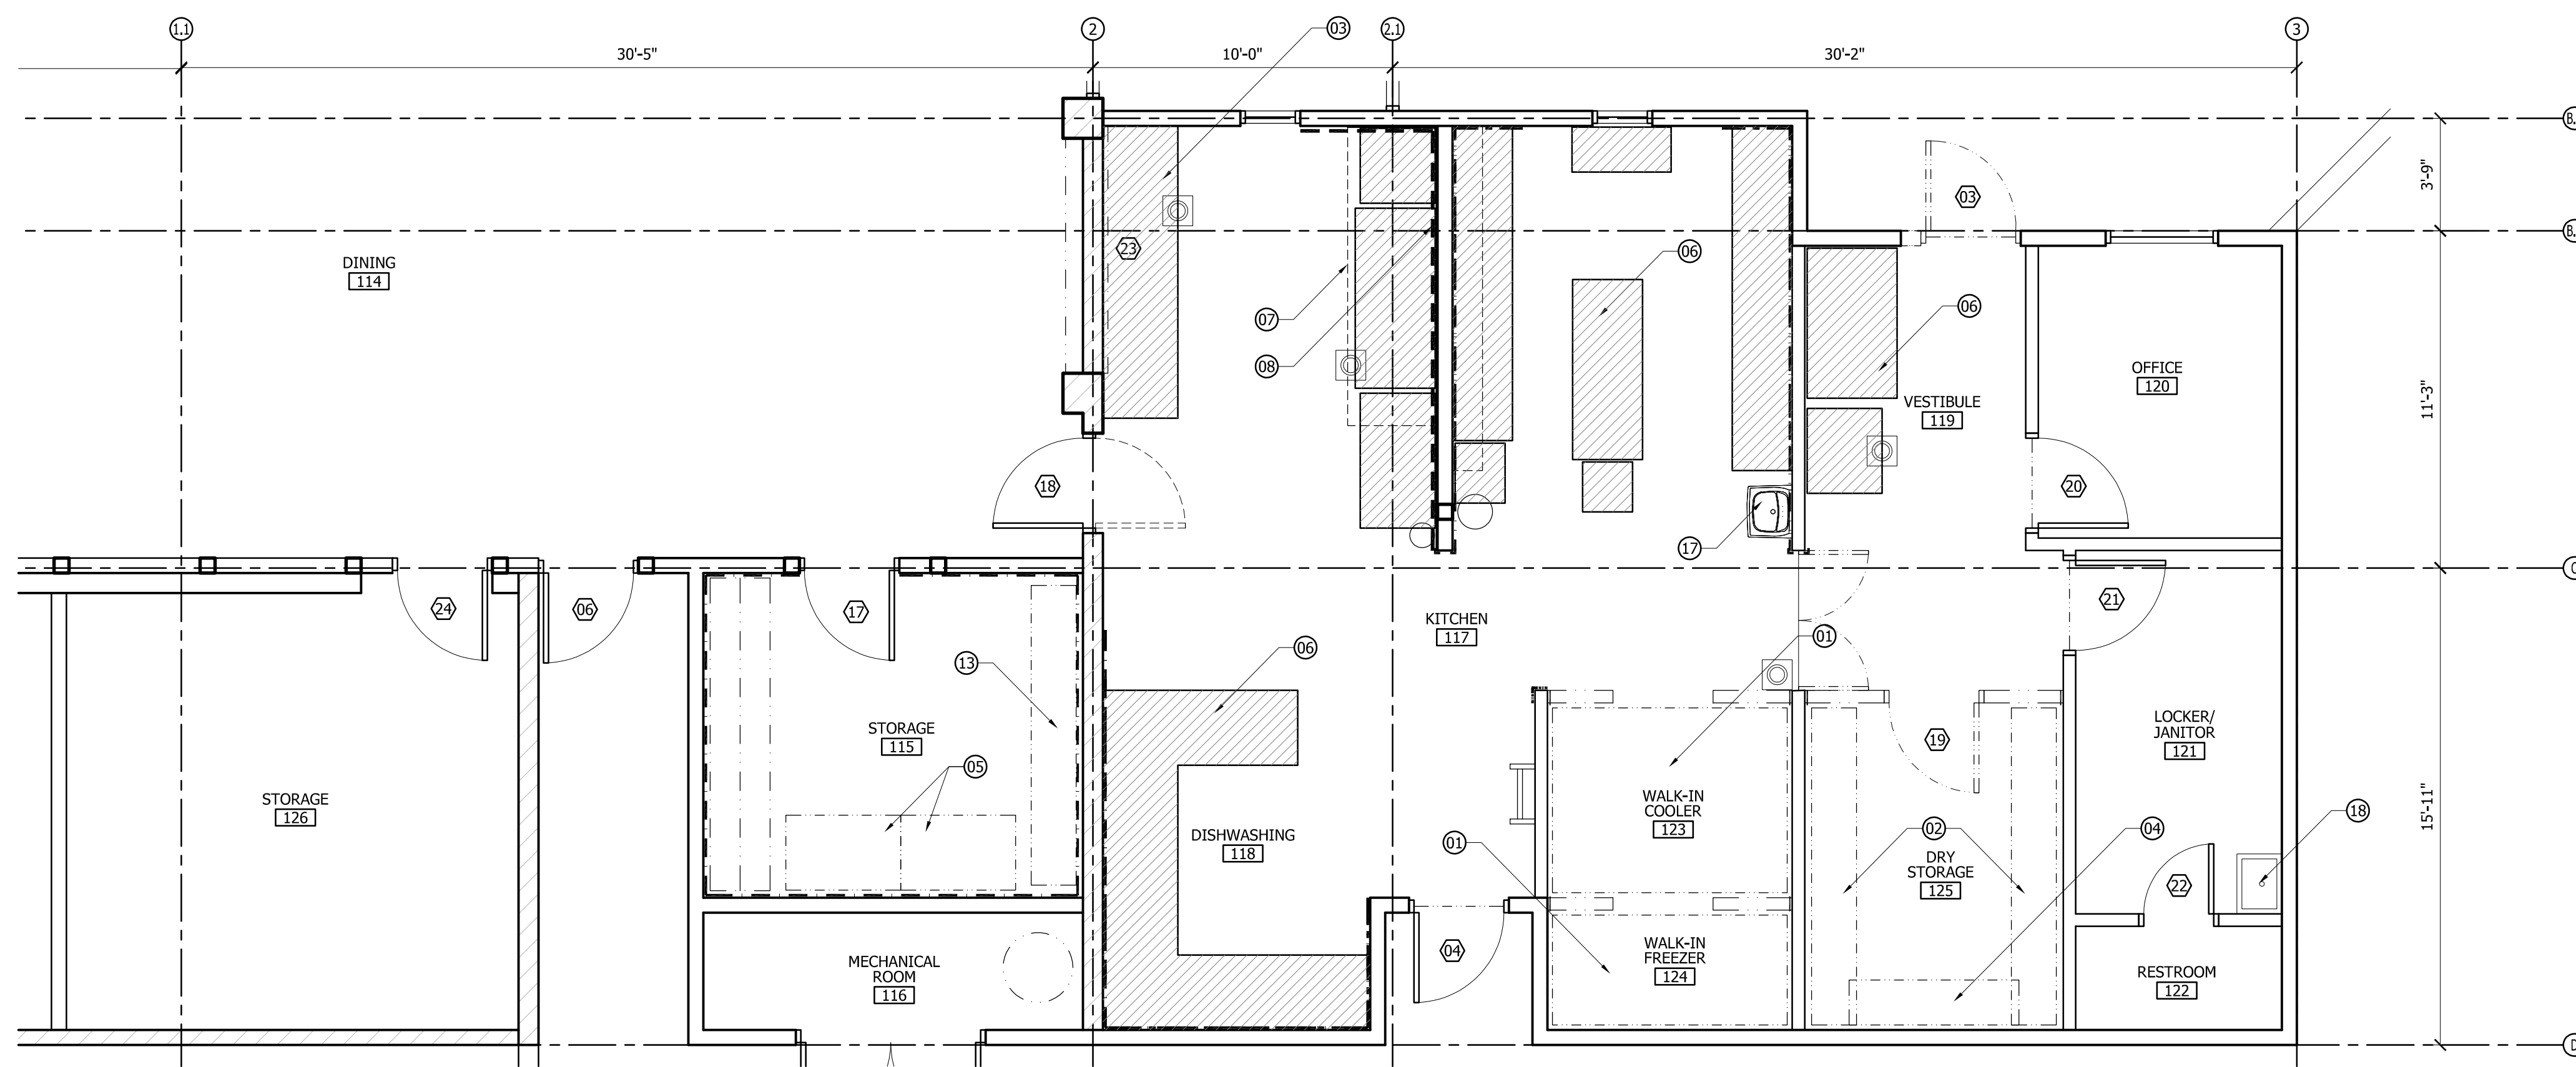 1.1
2
03
2.1
3
30'-5"
10'-0"
30'-2"
3'-9"
03
23
06
DINING
114
07
06
08
OFFICE
120
11'-3"
VESTIBULE
119
18
20
17
24
06
17
21
KITCHEN
117
01
06
13
STORAGE
115
LOCKER/
JANITOR
121
19
05
STORAGE
126
WALK-IN
COOLER
123
15'-11"
18
DISHWASHING
118
01
02
04
DRY
STORAGE
125
22
04
WALK-IN
FREEZER
124
MECHANICAL
ROOM
116
RESTROOM
122